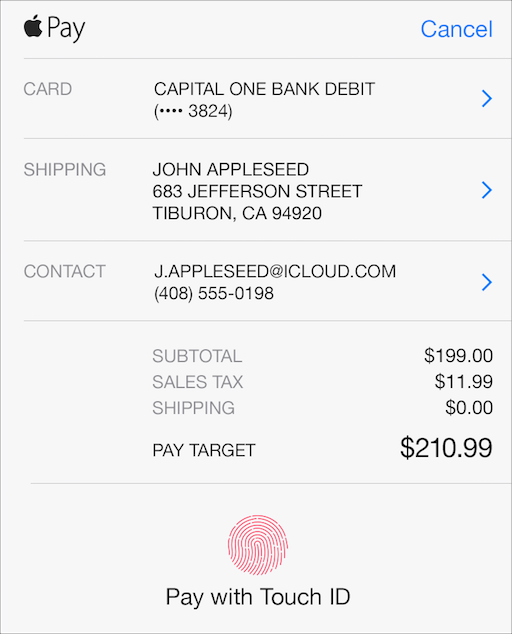 Pay
Cancel
CARD
CAPITAL ONE BANK DEBIT
(•••• 3824)
SHIPPING
JOHN APPLESEED
683 JEFFERSON STREET
TIBURON, CA 94920
CONTACT
J.APPLESEED@ICLOUD.COM
(408) 555-0198
SUBTOTAL $199.00
SALES TAX $11.99
SHIPPING $0.00
PAY TARGET $210.99
Pay with Touch ID